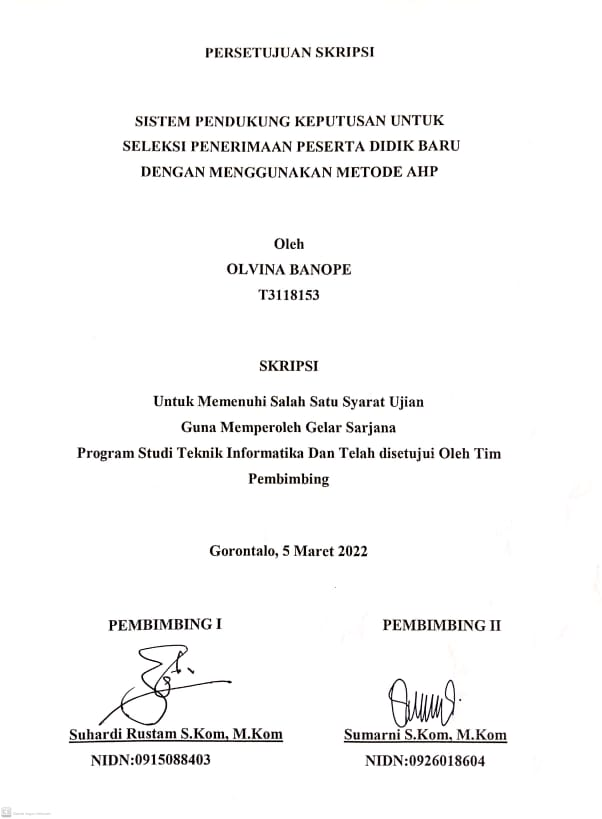 PERSETUJUAN SKRIPSI
SISTEM PENDUKUNG KEPUTUSAN UNTUK
SELEKSI PENERIMAAN PESERTA DIDIK BARU
DENGAN MENGGUNAKAN METODE AHP
Oleh
OLVINA BANOPE
T3118153
SKRIPSI
Untuk Memenuhi Salah Satu Syarat Ujian
Guna Memperoleh Gelar Sarjana
Program Studi Teknik Informatika Dan Telah disetujui Oleh Tim
Pembimbing
Gorontalo, 5 Maret 2022
PEMBIMBING I
PEMBIMBING II
Suhardi Rustam S.Kom, M.Kom
Sumarni S.Kom, M.Kom
NIDN:0915088403
NIDN:0926018604